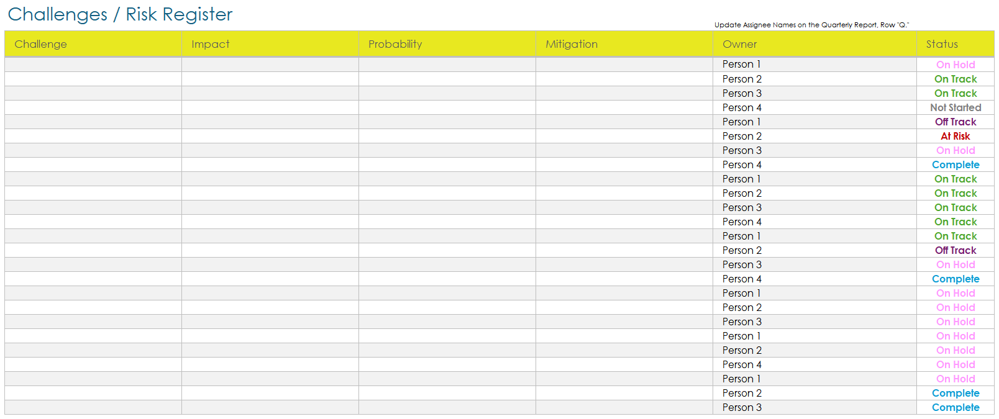 Challenges / Risk Register
Update Assignee Names on the Quarterly Report, Row "Q."
Challenge Impact Probability Mitigation Owner Status
Person 1 On Hold
Person 2 On Track
Person 3 On Track
Person 4 Not Started
Person 1 Off Track
Person 2 At Risk
Person 3 On Hold
Person 4 Complete
Person 1 On Track
Person 2 On Track
Person 3 On Track
Person 4 On Track
Person 1 On Track
Person 2 Off Track
Person 3 On Hold
Person 4 Complete
Person 1 On Hold
Person 2 On Hold
Person 3 On Hold
Person 1 On Hold
Person 2 On Hold
Person 4 On Hold
Person 1 On Hold
Person 2 Complete
Person 3 Complete